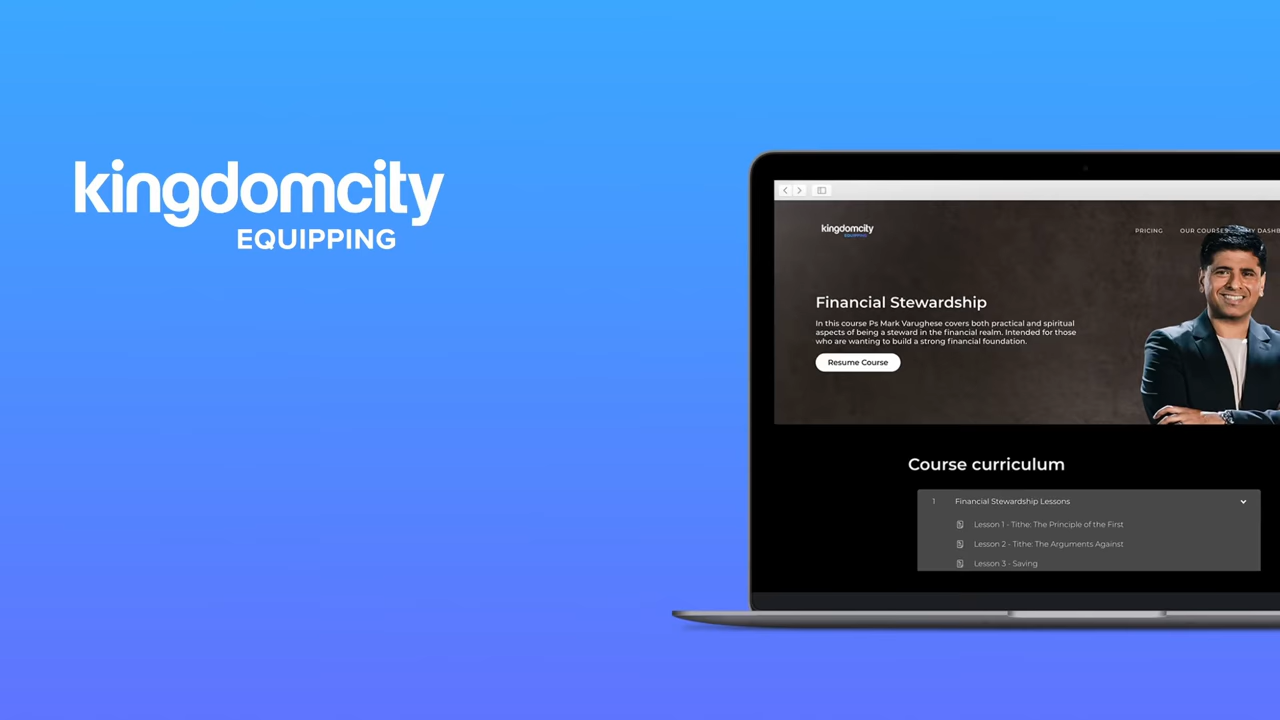 kingdomcity
EQUIPPING
kingdomcity
EQUIPPING
PRICING
OUR COURSES
MY DASHB
Financial Stewardship
In this course Ps Mark Varughese covers both practical and spiritual
aspects of being a steward in the financial realm. Intended for those
who are wanting to build a strong financial foundation.
Resume Course
Course curriculum
1 Financial Stewardship Lessons
Lesson 1 - Tithe: The Principle of the First
Lesson 2 - Tithe: The Arguments Against
Lesson 3 - Saving